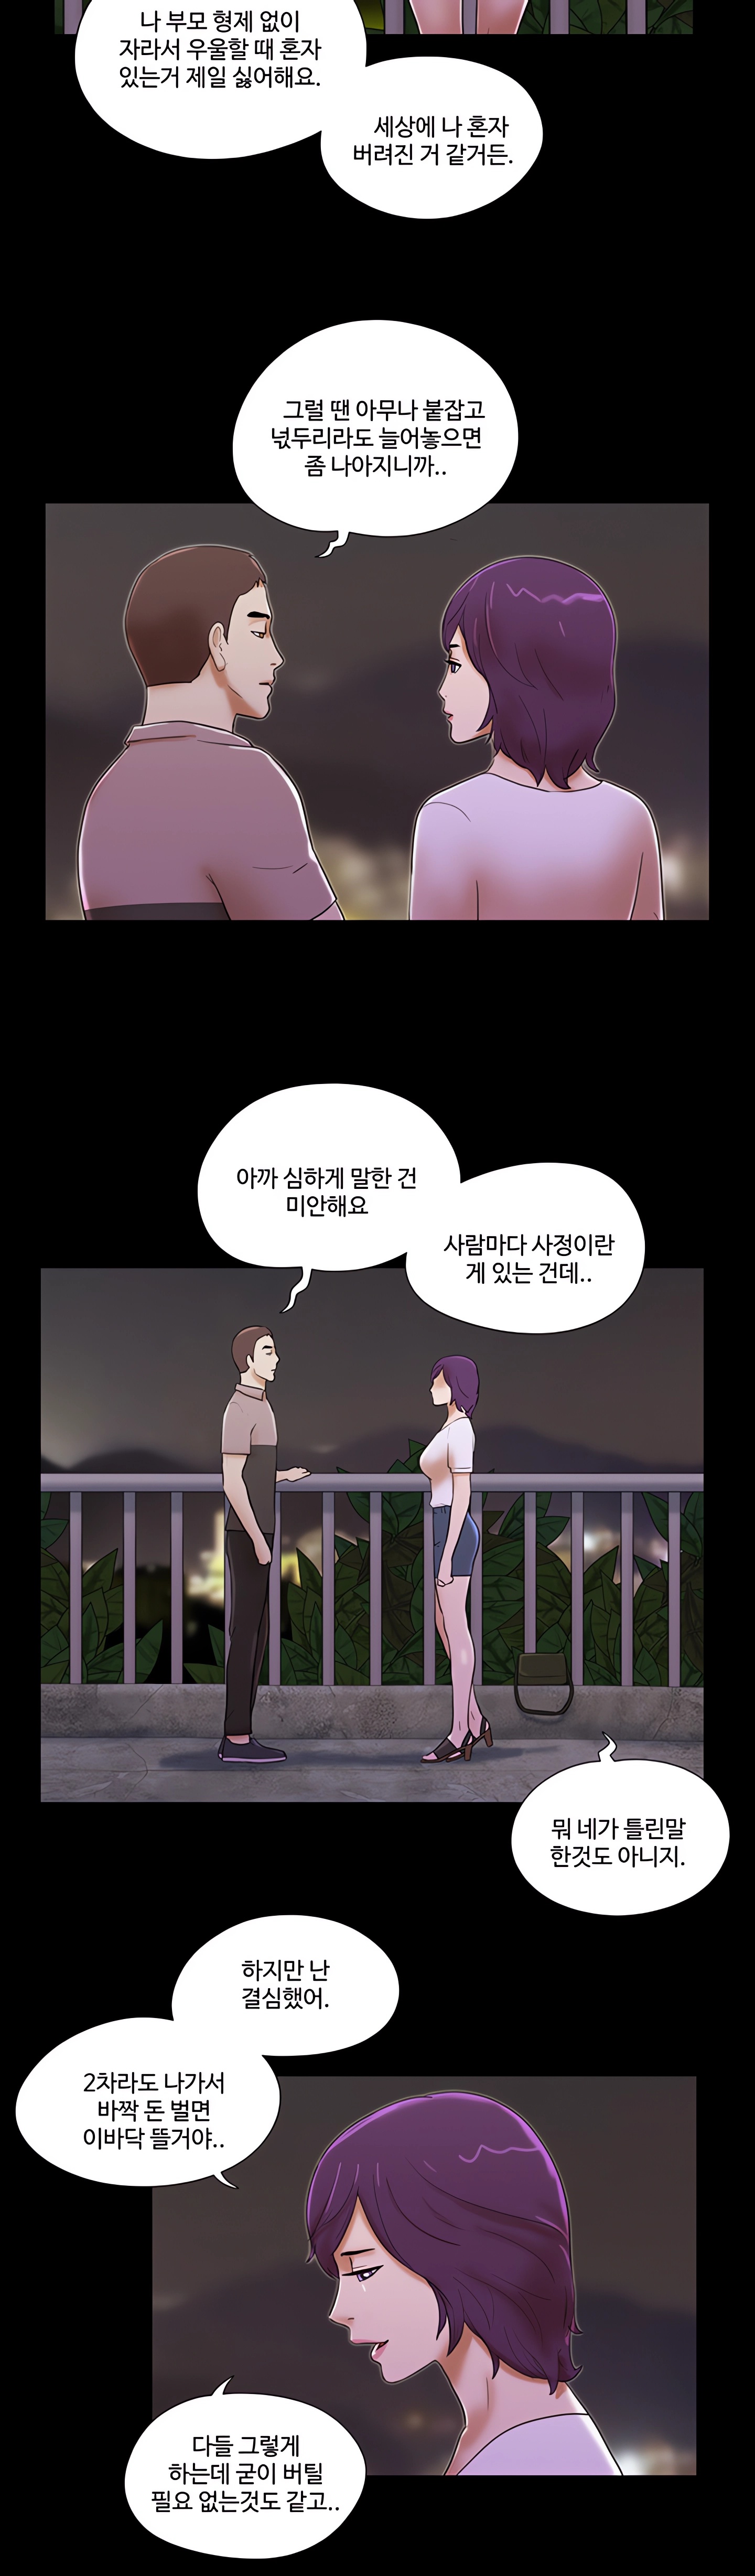 나 부모 형제 없이
자라서 우울할 때 혼자
있는거 제일 싫어해요.
세상에 나 혼자
버려진 거 같거든.
그럴 땐 아무나 붙잡고
넋두리라도 늘어놓으면
좀 나아지니까..
아까 심하게 말한 건
미안해요
사람마다 사정이란
게 있는 건데..
뭐 네가 틀린말
한것도 아니지.
하지만 난
결심했어.
2차라도 나가서
바짝 돈 벌면
이바닥 뜰거야..
다들 그렇게
하는데 굳이 버틸
필요 없는것도 같고..